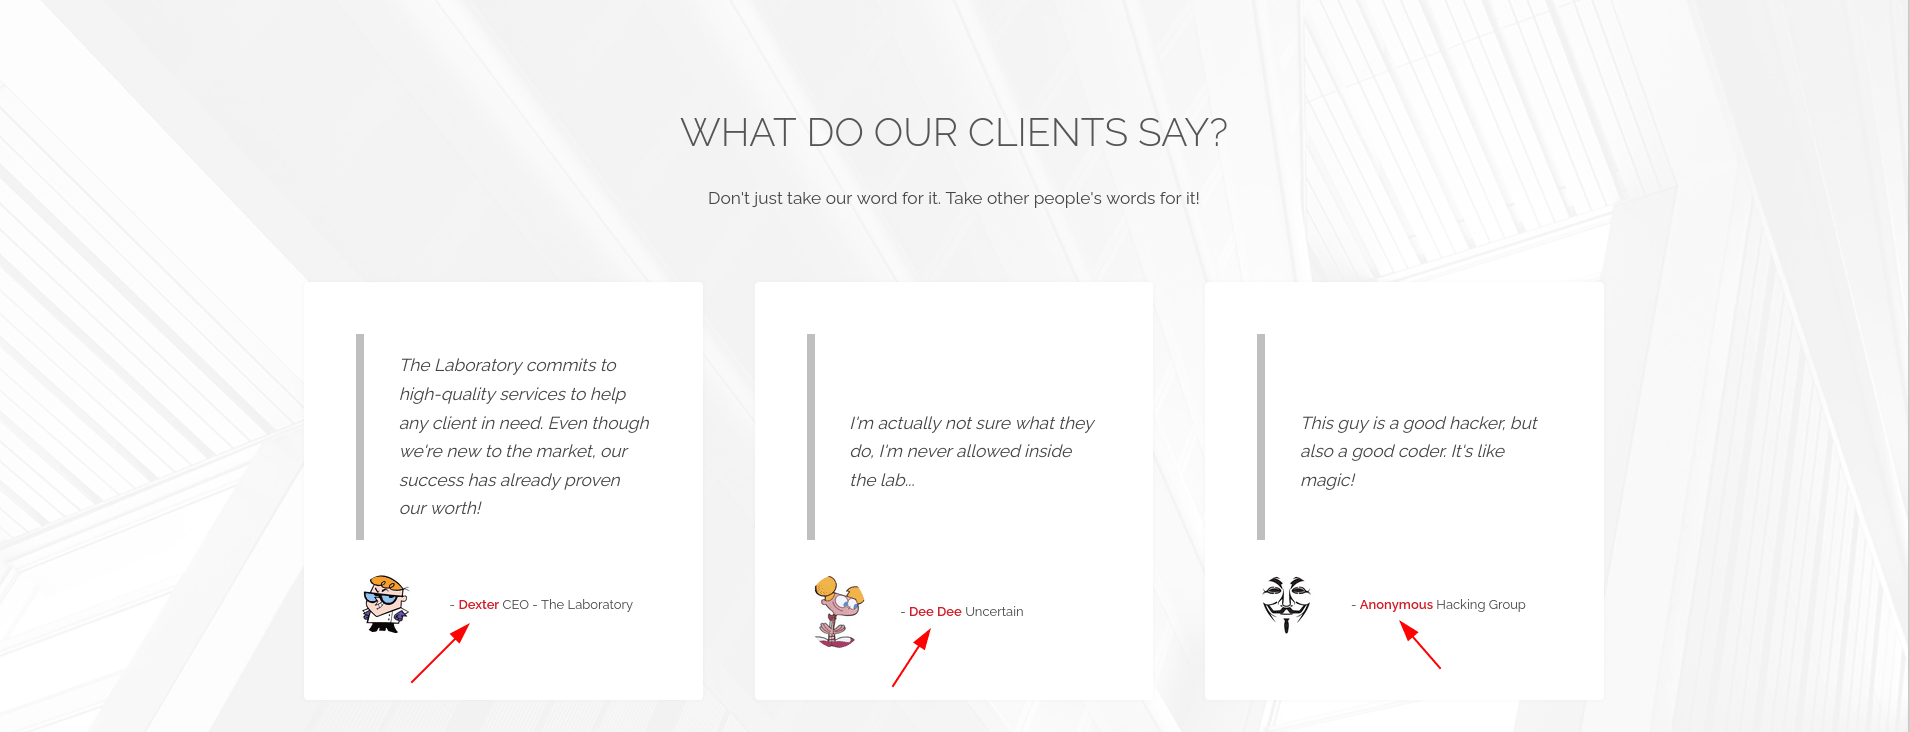 WHAT DO OUR CLIENTS SAY?
Don't just take our word for it. Take other people's words for it!
The Laboratory commits to
high-quality services to help
any client in need. Even though
we're new to the market, our
success has already proven
our worth!
- Dexter CEO - The Laboratory
I'm actually not sure what they
do, I'm never allowed inside
the lab...
- Dee Dee Uncertain
This guy is a good hacker, but
also a good coder. It's like
magic!
- Anonymous Hacking Group